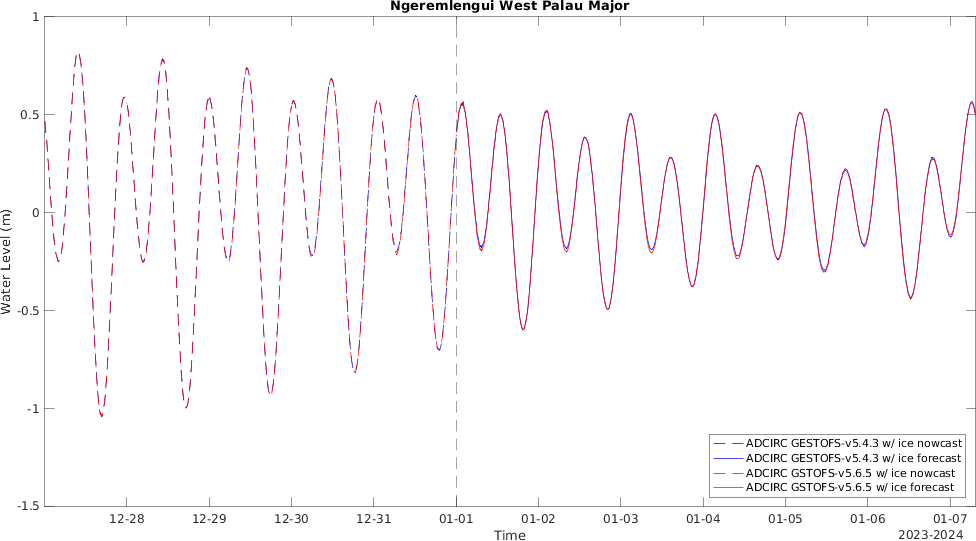 Ngeremlengui West Palau Major
1
0.5
0
-0.5
-1
-1.5
Water Level (m)
ADCIRC GESTOFS-v5.4.3 w/ ice nowcast
ADCIRC GESTOFS-v5.4.3 w/ ice forecast
ADCIRC GSTOFS-v5.6.5 w/ ice nowcast
ADCIRC GSTOFS-v5.6.5 w/ ice forecast
12-28 12-29 12-30 12-31 01-01 01-02 01-03 01-04 01-05 01-06 01-07
Time
2023-2024